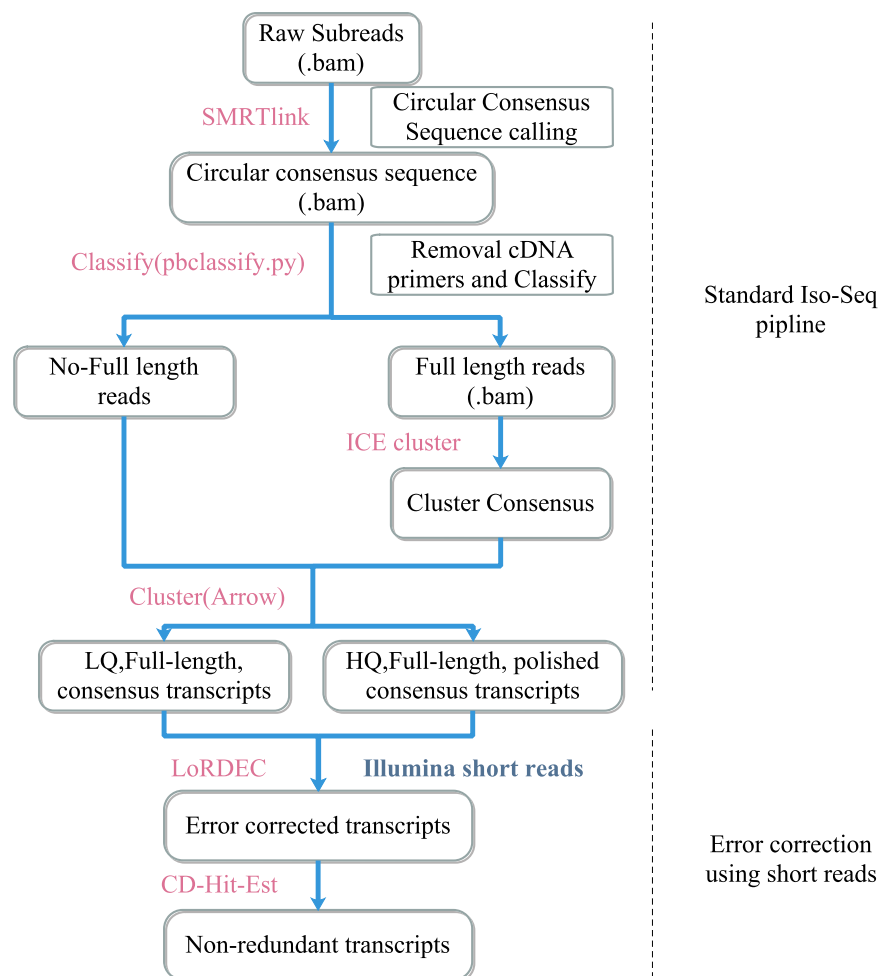 Raw Subreads
(.bam)
SMRTlink
Circular Consensus
Sequence calling
Circular consensus sequence
(.bam)
Classify(pbclassify.py)
Removal cDNA
primers and Classify
Standard Iso-Seq
pipline
No-Full length
reads
Full length reads
(.bam)
ICE cluster
Cluster Consensus
Cluster(Arrow)
LQ,Full-length,
consensus transcripts
HQ,Full-length, polished
consensus transcripts
LoRDEC
Illumina short reads
Error corrected transcripts
Error correction
using short reads
CD-Hit-Est
Non-redundant transcripts